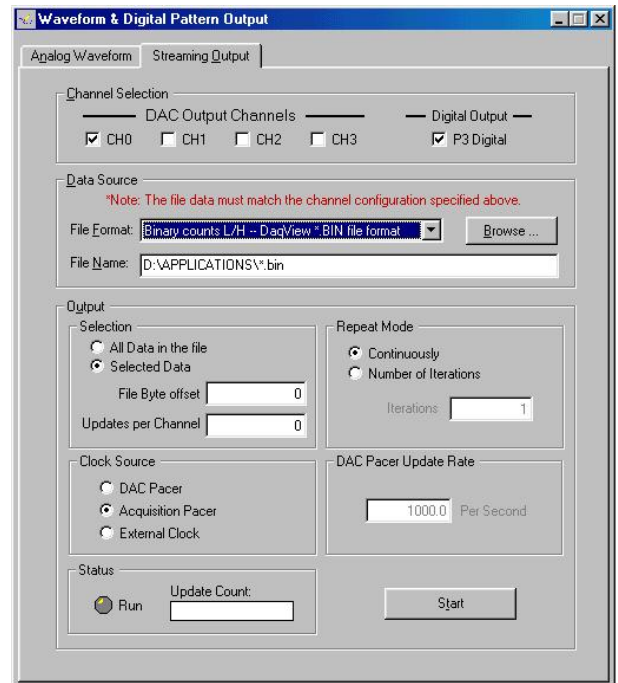 Waveform & Digital Pattern Output
Analog Waveform Streaming Output
Channel Selection
DAC Output Channels Digital Output
CH0 CH1 CH2 CH3 P3 Digital
Data Source
*Note: The file data must match the channel configuration specified above.
File Format: Binary counts L/H -- DaqView *.BIN file format Browse ...
File Name: D:\APPLICATIONS\*.bin
Output
Selection
All Data in the file
Selected Data
File Byte offset 0
Updates per Channel 0
Repeat Mode
Continuously
Number of Iterations
Iterations 1
Clock Source
DAC Pacer
Acquisition Pacer
External Clock
DAC Pacer Update Rate
1000.0 Per Second
Status
Run Update Count:
Start